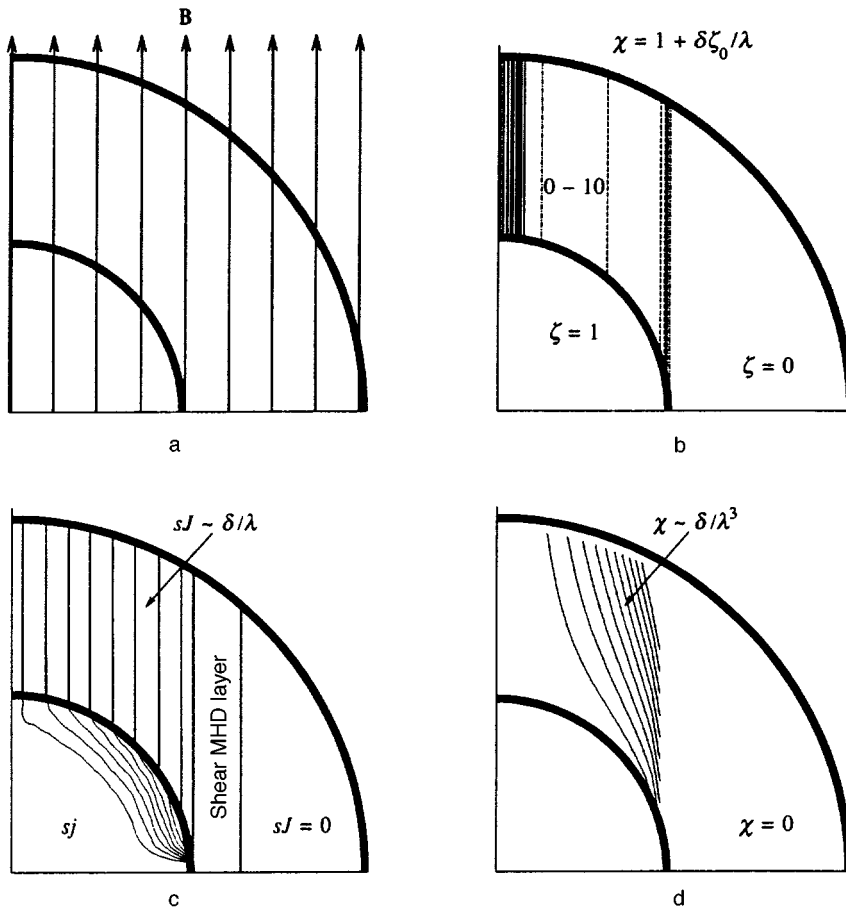 B
a
χ = 1 + δζ₀/λ
0 – 10
ζ = 1
ζ = 0
b
sJ ~ δ/λ
Shear MHD layer
sj
sJ = 0
c
χ ~ δ/λ³
χ = 0
d